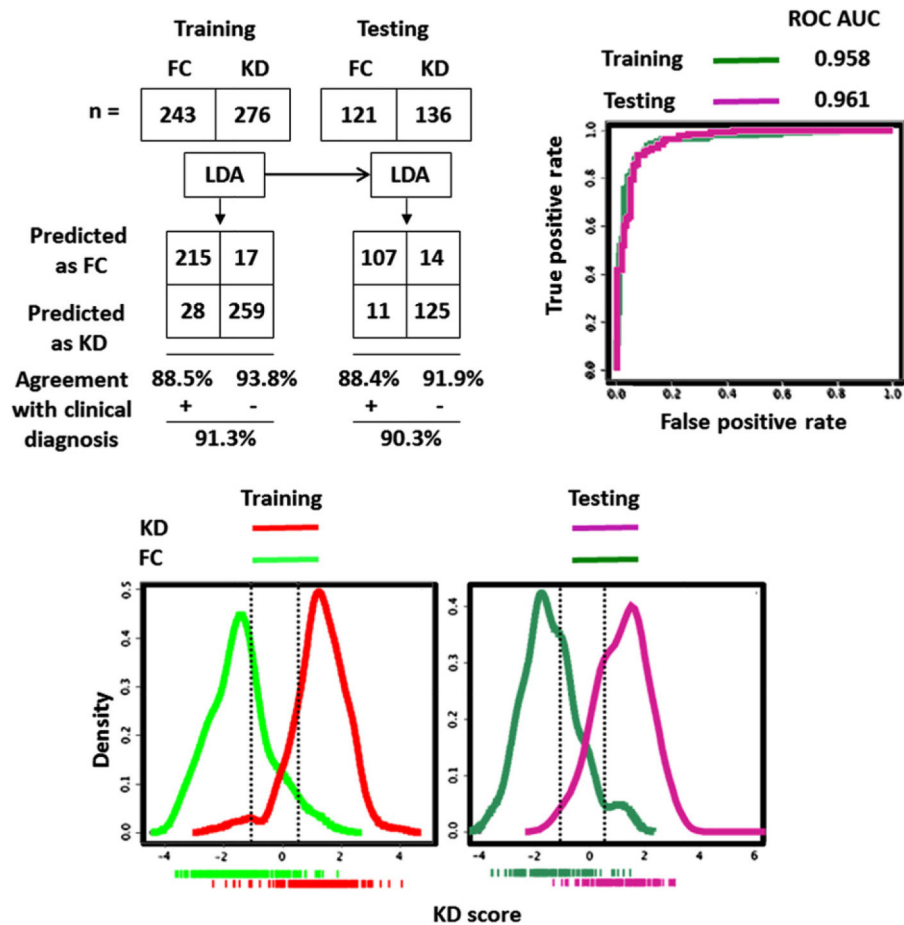 Training Testing
FC KD FC KD
n = 243 276 121 136
LDA LDA
Predicted as FC 215 17 107 14
Predicted as KD 28 259 11 125
Agreement with clinical diagnosis
88.5% 93.8% 88.4% 91.9%
+ - + -
91.3% 90.3%
ROC AUC
Training 0.958
Testing 0.961
True positive rate
1.0
0.8
0.6
0.4
0.2
0.0
0.0 0.2 0.4 0.6 0.8 1.0
False positive rate
Training Testing
KD
FC
Density
0.5
0.4
0.3
0.2
0.1
0.0
-4 -2 0 2 4
0.4
0.3
0.2
0.1
0.0
-4 -2 0 2 4 6
KD score